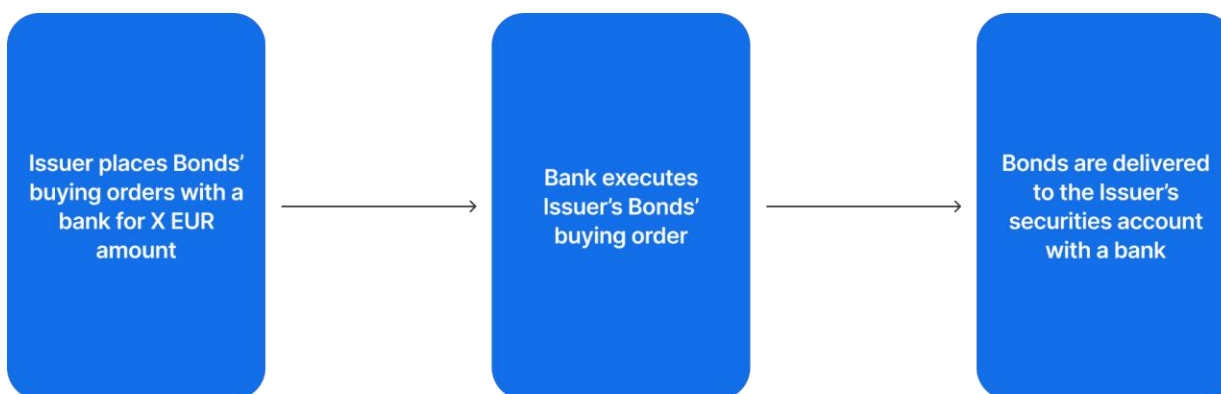 Issuer places Bonds’
buying orders with a
bank for X EUR
amount
Bank executes
Issuer’s Bonds’
buying order
Bonds are delivered
to the Issuer’s
securities account
with a bank